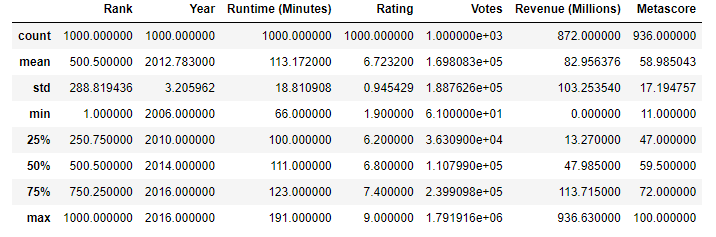 Rank Year Runtime (Minutes) Rating Votes Revenue (Millions) Metascore
count 1000.000000 1000.000000 1000.000000 1000.000000 1.000000e+03 872.000000 936.000000
mean 500.500000 2012.783000 113.172000 6.723200 1.698083e+05 82.956376 58.985043
std 288.819436 3.205962 18.810908 0.945429 1.887626e+05 103.253540 17.194757
min 1.000000 2006.000000 66.000000 1.900000 6.100000e+01 0.000000 11.000000
25% 250.750000 2010.000000 100.000000 6.200000 3.630900e+04 13.270000 47.000000
50% 500.500000 2014.000000 111.000000 6.800000 1.107990e+05 47.985000 59.500000
75% 750.250000 2016.000000 123.000000 7.400000 2.399098e+05 113.715000 72.000000
max 1000.000000 2016.000000 191.000000 9.000000 1.791916e+06 936.630000 100.000000